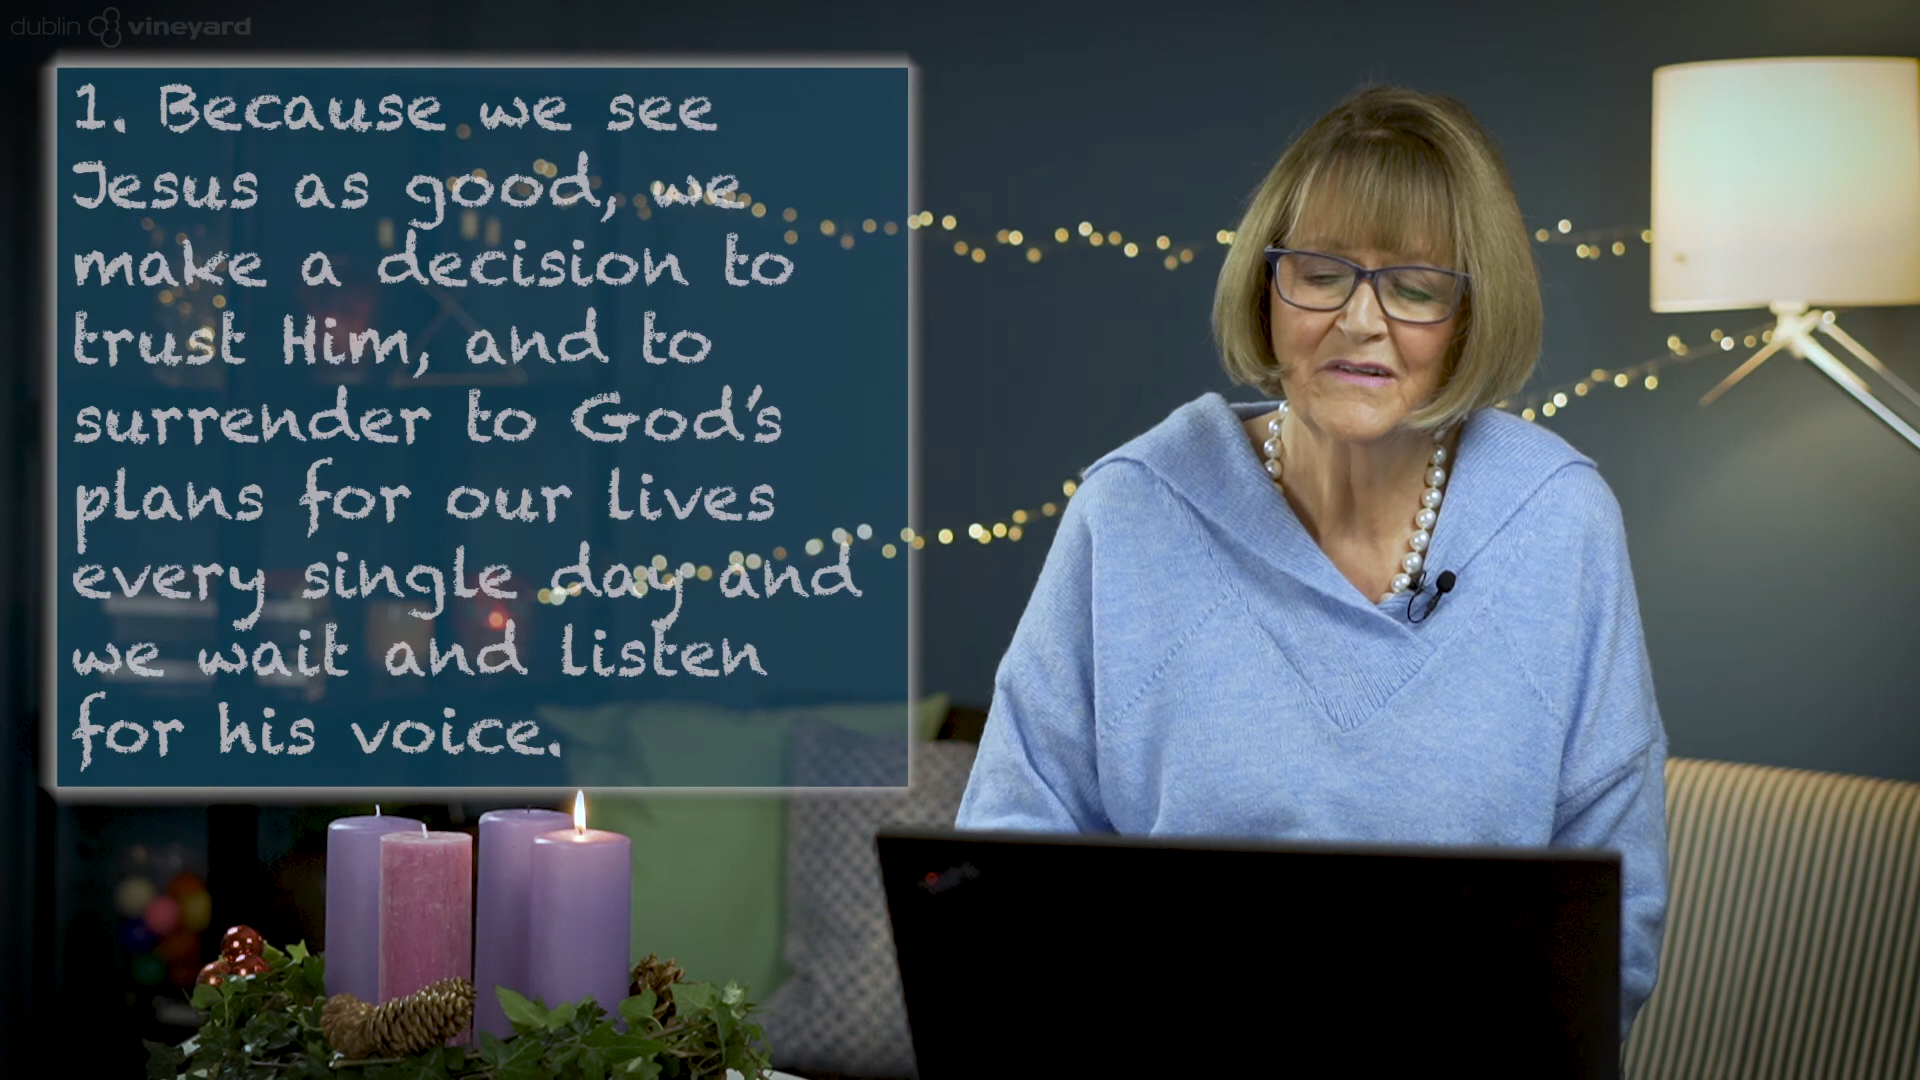 dublin vineyard
1. Because we see
Jesus as good, we
make a decision to
trust Him, and to
surrender to God's
plans for our lives
every single day and
we wait and listen
for his voice.